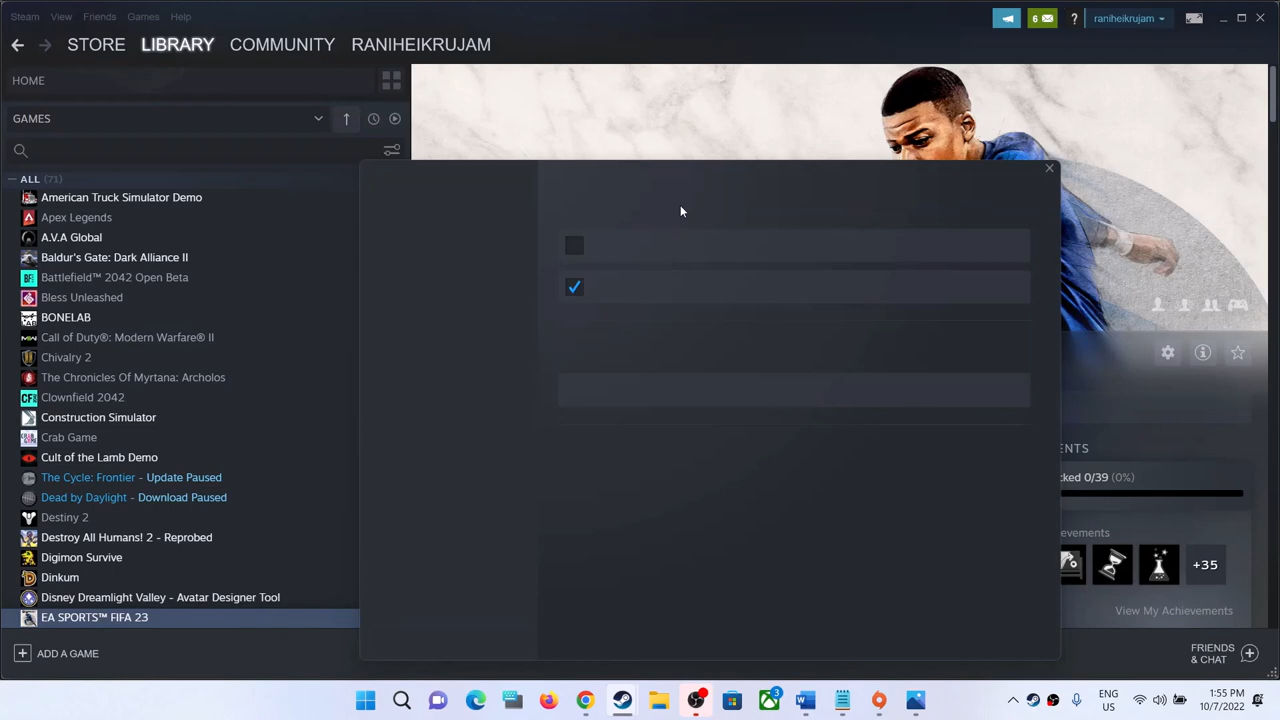 Steam View Friends Games Help
6 ? raniheikrujam
STORE LIBRARY COMMUNITY RANIHEIKRUJAM
HOME
GAMES
ALL (71)
American Truck Simulator Demo
Apex Legends
A.V.A Global
Baldur's Gate: Dark Alliance II
Battlefield™ 2042 Open Beta
Bless Unleashed
BONELAB
Call of Duty®: Modern Warfare® II
Chivalry 2
The Chronicles Of Myrtana: Archolos
Clownfield 2042
Construction Simulator
Crab Game
Cult of the Lamb Demo
The Cycle: Frontier - Update Paused
Dead by Daylight - Download Paused
Destiny 2
Destroy All Humans! 2 - Reprobed
Digimon Survive
Dinkum
Disney Dreamlight Valley - Avatar Designer Tool
EA SPORTS™ FIFA 23
ENTS
cked 0/39 (0%)
evements
+35
View My Achievements
ADD A GAME
FRIENDS
& CHAT
3
ENG
US
1:55 PM
10/7/2022